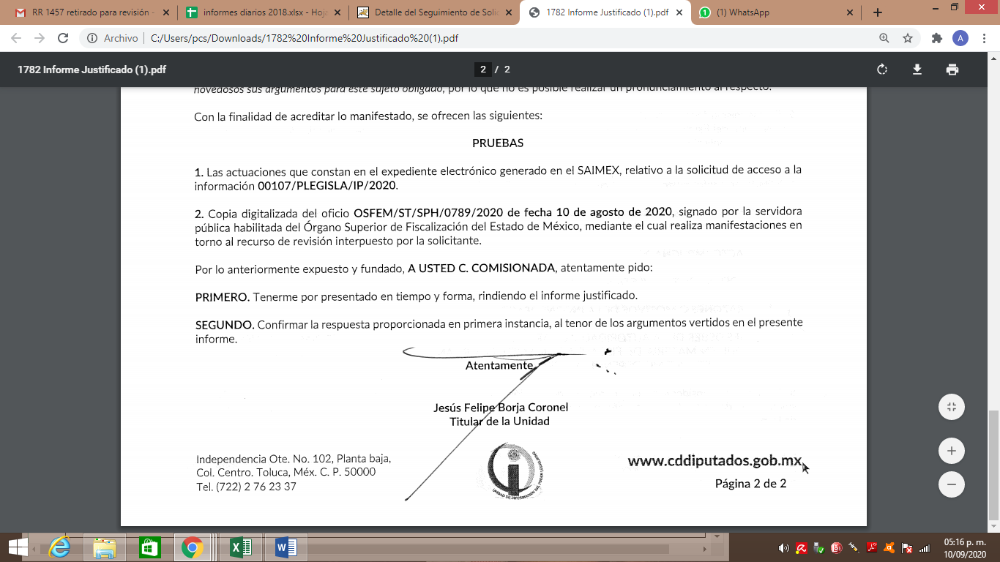 RR 1457 retirado para revisión -
informes diarios 2018.xlsx - Hoja
Detalle del Seguimiento de Solic
1782 Informe Justificado (1).pdf
(1) WhatsApp
Archivo
C:/Users/pcs/Downloads/1782%20Informe%20Justificado%20(1).pdf
A
1782 Informe Justificado (1).pdf
2 / 2
novedosos sus argumentos para este sujeto obligado, por lo que no es posible realizar un pronunciamiento al respecto.
Con la finalidad de acreditar lo manifestado, se ofrecen las siguientes:
PRUEBAS
1. Las actuaciones que constan en el expediente electrónico generado en el SAIMEX, relativo a la solicitud de acceso a la
información 00107/PLEGISLA/IP/2020.
2. Copia digitalizada del oficio OSFEM/ST/SPH/0789/2020 de fecha 10 de agosto de 2020, signado por la servidora
pública habilitada del Órgano Superior de Fiscalización del Estado de México, mediante el cual realiza manifestaciones en
torno al recurso de revisión interpuesto por la solicitante.
Por lo anteriormente expuesto y fundado, A USTED C. COMISIONADA, atentamente pido:
PRIMERO. Tenerme por presentado en tiempo y forma, rindiendo el informe justificado.
SEGUNDO. Confirmar la respuesta proporcionada en primera instancia, al tenor de los argumentos vertidos en el presente
informe.
Atentamente
Jesús Felipe Borja Coronel
Titular de la Unidad
Independencia Ote. No. 102, Planta baja,
Col. Centro. Toluca, Méx. C. P. 50000
Tel. (722) 2 76 23 37
UNIDAD DE INFORMACIÓN DEL PODER LEGISLATIVO
www.cddiputados.gob.mx
Página 2 de 2
05:16 p. m.
10/09/2020